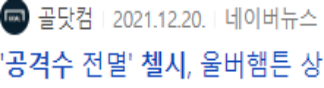 골닷컴 2021.12.20. 네이버뉴스
'공격수 전멸' 첼시, 울버햄튼 상